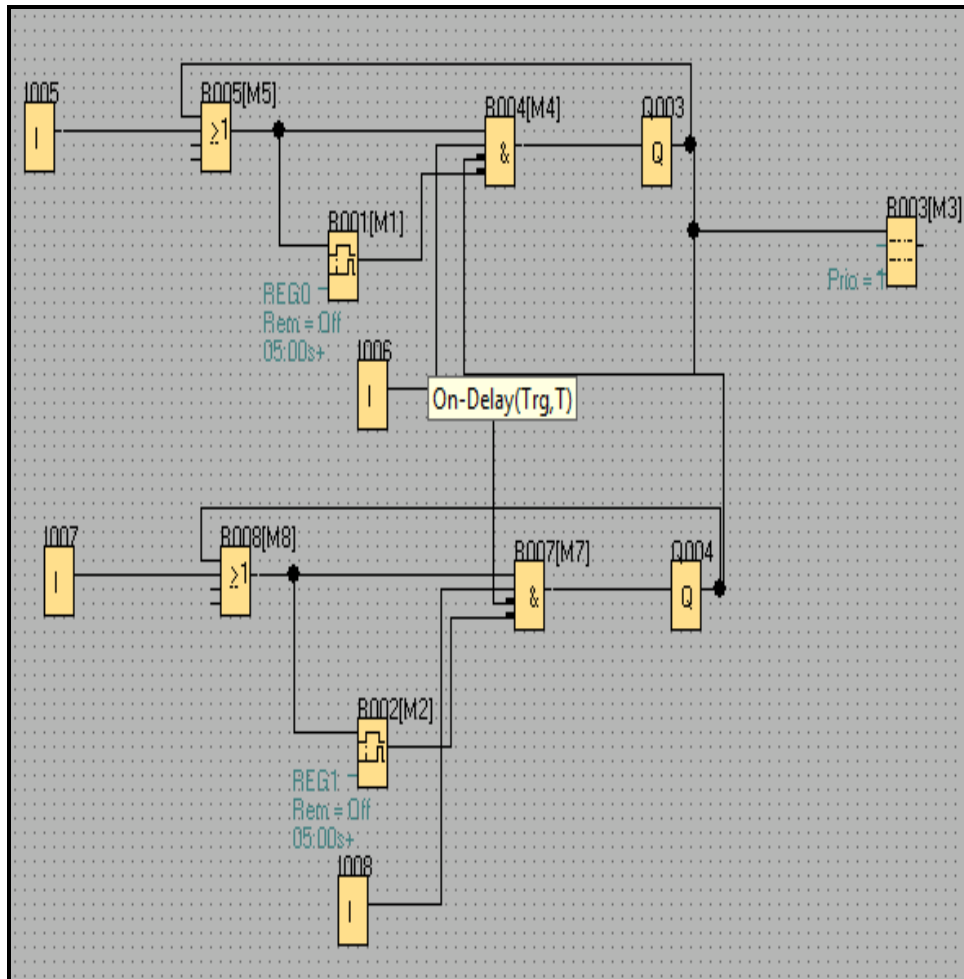 I005
B005[M5]
≥1
B004[M4]
&
Q003
Q
I
B001[M1]
B003[M3]
REG0
Rem = Off
05:00s+
Prio = 1
I006
I
On-Delay(Trg,T)
I007
I
B008[M8]
≥1
B007[M7]
&
Q004
Q
B002[M2]
REG1
Rem = Off
05:00s+
I008
I